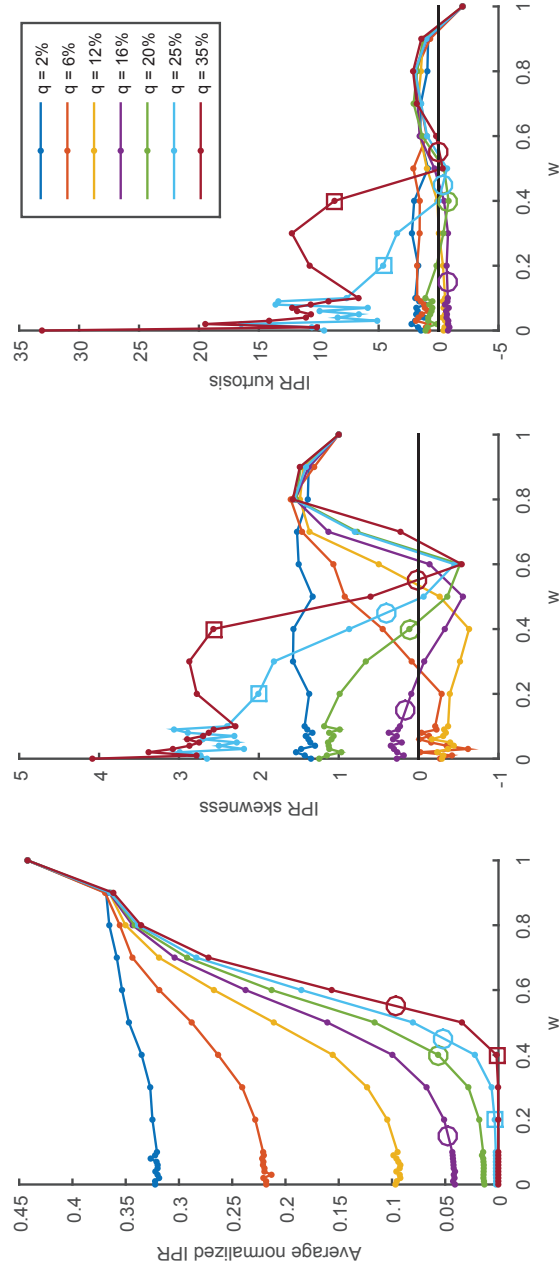 0.45
0.4
0.35
0.3
0.25
0.2
0.15
0.1
0.05
0
Average normalized IPR
0 0.2 0.4 0.6 0.8 1
w
5
4
3
2
1
0
-1
IPR skewness
0 0.2 0.4 0.6 0.8 1
w
35
30
25
20
15
10
5
0
-5
IPR kurtosis
0 0.2 0.4 0.6 0.8 1
w
q = 2%
q = 6%
q = 12%
q = 16%
q = 20%
q = 25%
q = 35%